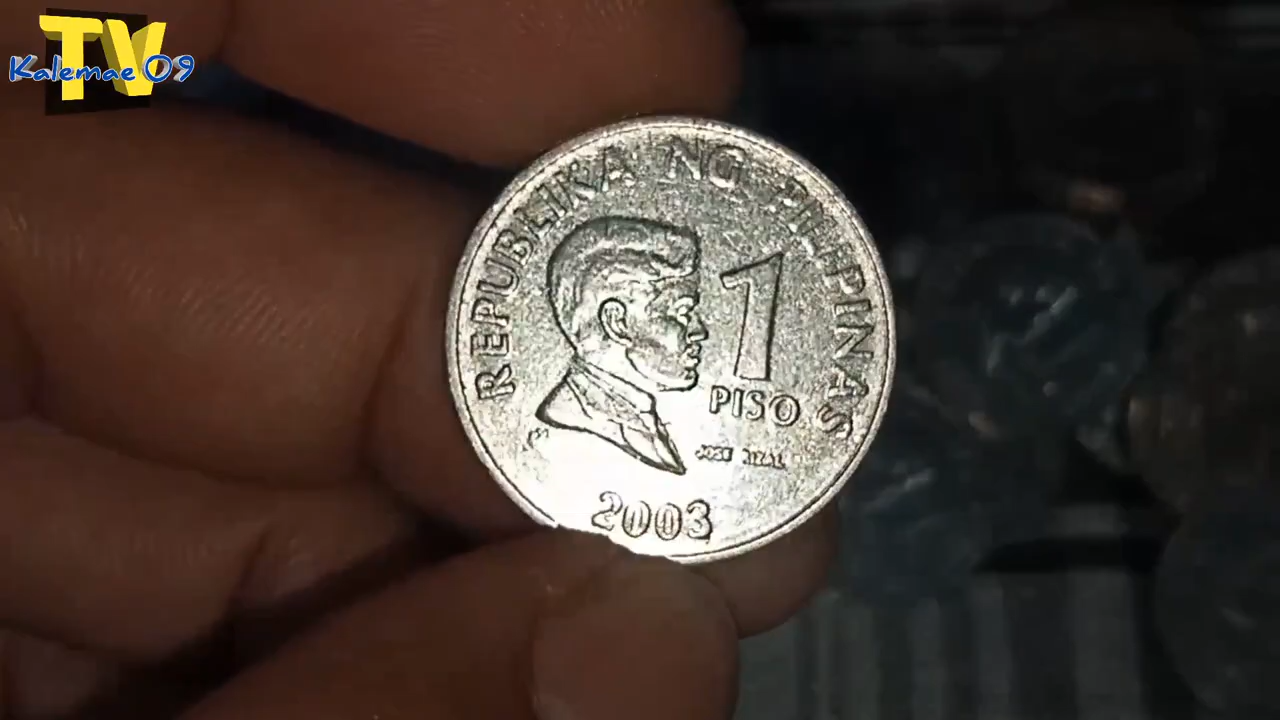 TV
Kalemae 09
REPUBLIKA NG PILIPINAS
1
PISO
JOSE RIZAL
2003